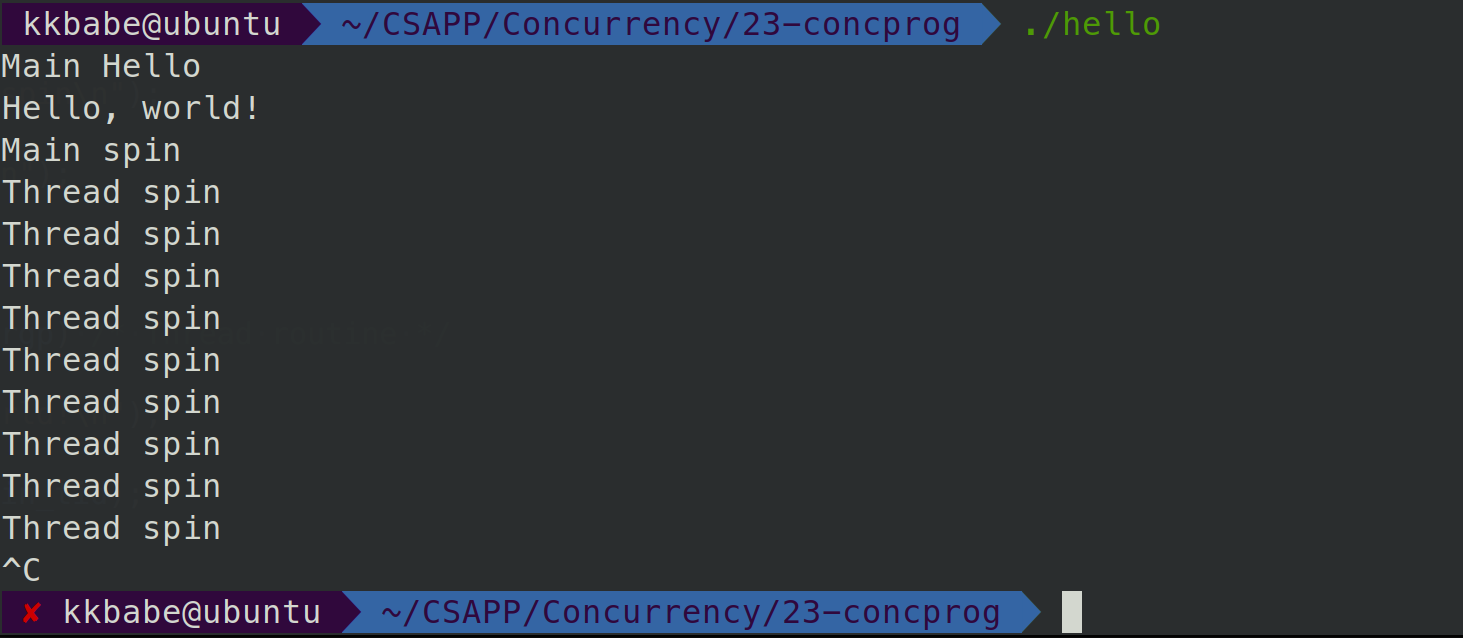 kkbabe@ubuntu ~/CSAPP/Concurrency/23-concprog ./hello
Main Hello
Hello, world!
Main spin
Thread spin
Thread spin
Thread spin
Thread spin
Thread spin
Thread spin
Thread spin
Thread spin
Thread spin
^C
✘ kkbabe@ubuntu ~/CSAPP/Concurrency/23-concprog